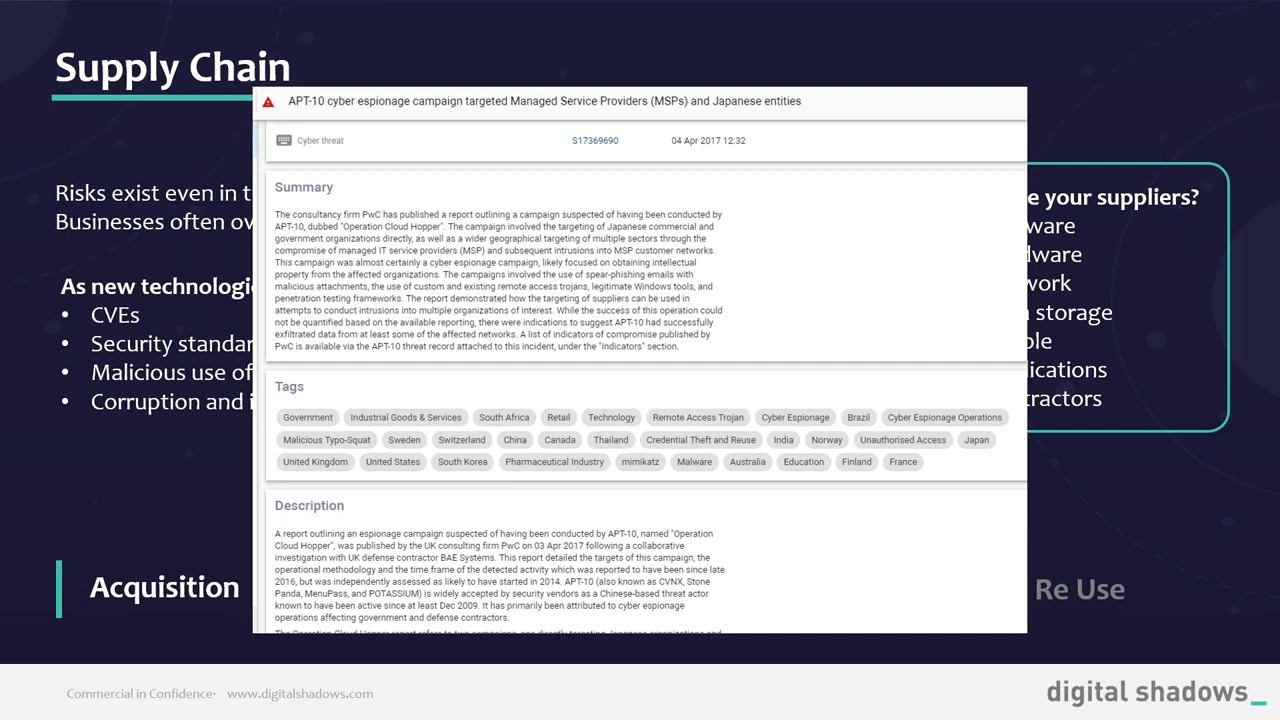 Supply Chain
APT-10 cyber espionage campaign targeted Managed Service Providers (MSPs) and Japanese entities
Cyber threat S17369690 04 Apr 2017 12:32
Risks exist even in t
Businesses often ov
As new technologi
• CVEs
• Security standar
• Malicious use of
• Corruption and i
Summary
The consultancy firm PwC has published a report outlining a campaign suspected of having been conducted by
APT-10, dubbed "Operation Cloud Hopper". The campaign involved the targeting of Japanese commercial and
government organizations directly, as well as a wider geographical targeting of multiple sectors through the
compromise of managed IT service providers (MSP) and subsequent intrusions into MSP customer networks.
This campaign was almost certainly a cyber espionage campaign, likely focused on obtaining intellectual
property from the affected organizations. The campaigns involved the use of spear-phishing emails with
malicious attachments, the use of custom and existing remote access trojans, legitimate Windows tools, and
penetration testing frameworks. The report demonstrated how the targeting of suppliers can be used in
attempts to conduct intrusions into multiple organizations of interest. While the success of this operation could
not be quantified based on the available reporting, there were indications to suggest APT-10 had successfully
exfiltrated data from at least some of the affected networks. A list of indicators of compromise published by
PwC is available via the APT-10 threat record attached to this incident, under the "Indicators" section.
e your suppliers?
ware
dware
work
storage
ications
tractors
Tags
Government Industrial Goods & Services South Africa Retail Technology Remote Access Trojan Cyber Espionage Brazil Cyber Espionage Operations
Malicious Typo-Squat Sweden Switzerland China Canada Thailand Credential Theft and Reuse India Norway Unauthorised Access Japan
United Kingdom United States South Korea Pharmaceutical Industry mimikatz Malware Australia Education Finland France
Description
A report outlining an espionage campaign suspected of having been conducted by APT-10, named "Operation
Cloud Hopper", was published by the UK consulting firm PwC on 03 Apr 2017 following a collaborative
investigation with UK defense contractor BAE Systems. This report detailed the targets of this campaign, the
operational methodology and the time frame of the detected activity which was reported to have been since late
2016, but was independently assessed as likely to have started in 2014. APT-10 (also known as CVNX, Stone
Panda, MenuPass, and POTASSIUM) is widely accepted by security vendors as a Chinese-based threat actor
known to have been active since at least Dec 2009. It has primarily been attributed to cyber espionage
operations affecting government and defense contractors.
Acquisition
Re Use
Commercial in Confidence· www.digitalshadows.com
digital shadows_